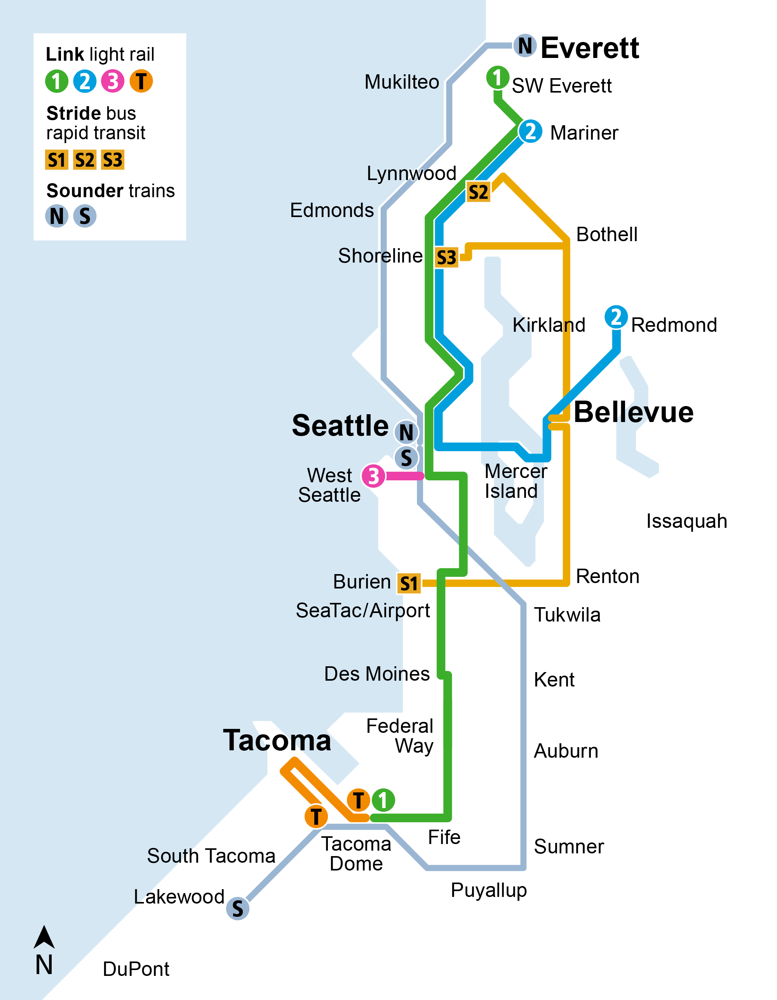 Link light rail
1 2 3 T
Stride bus
rapid transit
S1 S2 S3
Sounder trains
N S
N Everett
Mukilteo
1 SW Everett
2 Mariner
Lynnwood
S2
Edmonds
Bothell
Shoreline S3
Kirkland
2 Redmond
Bellevue
Seattle N
S
West
Seattle
3
Mercer
Island
Issaquah
Burien S1
Renton
SeaTac/Airport
Tukwila
Des Moines
Kent
Federal
Way
Tacoma
Auburn
T 1
T
Fife
Tacoma
Dome
Sumner
South Tacoma
Puyallup
Lakewood
S
N
DuPont